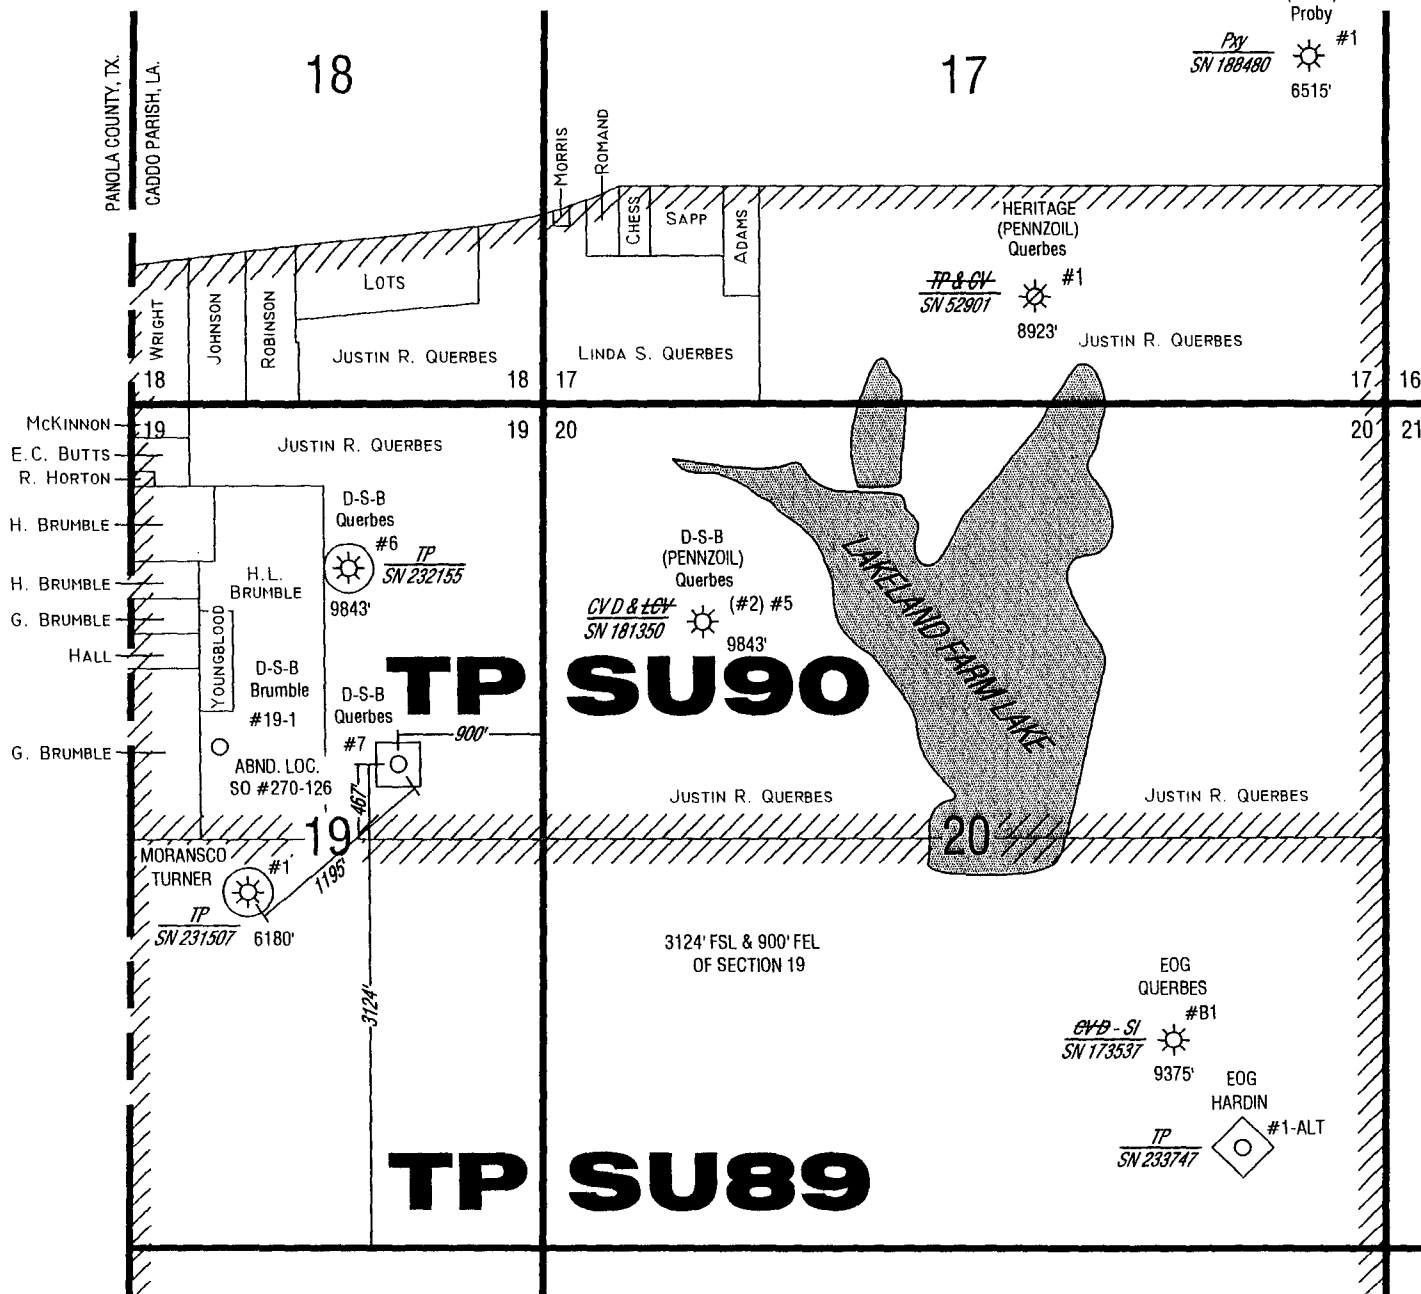 Proby
#1
Pxy
SN 188480
6515'
PANOLA COUNTY, TX.
CADDO PARISH, LA.
18
17
MORRIS
ROMAND
CHESS
SAPP
ADAMS
HERITAGE
(PENNZOIL)
Querbes
#1
TP & CV
SN 52901
8923'
LOTS
WRIGHT
JOHNSON
ROBINSON
JUSTIN R. QUERBES
LINDA S. QUERBES
JUSTIN R. QUERBES
18
18
17
17
16
MCKINNON
19
19
20
20
21
E.C. BUTTS
R. HORTON
H. BRUMBLE
H. BRUMBLE
G. BRUMBLE
HALL
G. BRUMBLE
JUSTIN R. QUERBES
D-S-B
Querbes
#6
TP
SN 232155
9843'
H.L.
BRUMBLE
YOUNGBLOOD
D-S-B
Brumble
#19-1
ABND. LOC.
SO #270-126
D-S-B
(PENNZOIL)
Querbes
(#2) #5
CV D & LCV
SN 181350
9843'
LAKELAND FARM LAKE
TP SU90
D-S-B
Querbes
#7
900'
467'
1195'
3124'
JUSTIN R. QUERBES
JUSTIN R. QUERBES
19
20
MORANSCO
TURNER
#1
TP
SN 231507
6180'
3124' FSL & 900' FEL
OF SECTION 19
EOG
QUERBES
#B1
CVD - SI
SN 173537
9375'
EOG
HARDIN
#1-ALT
TP
SN 233747
TP SU89